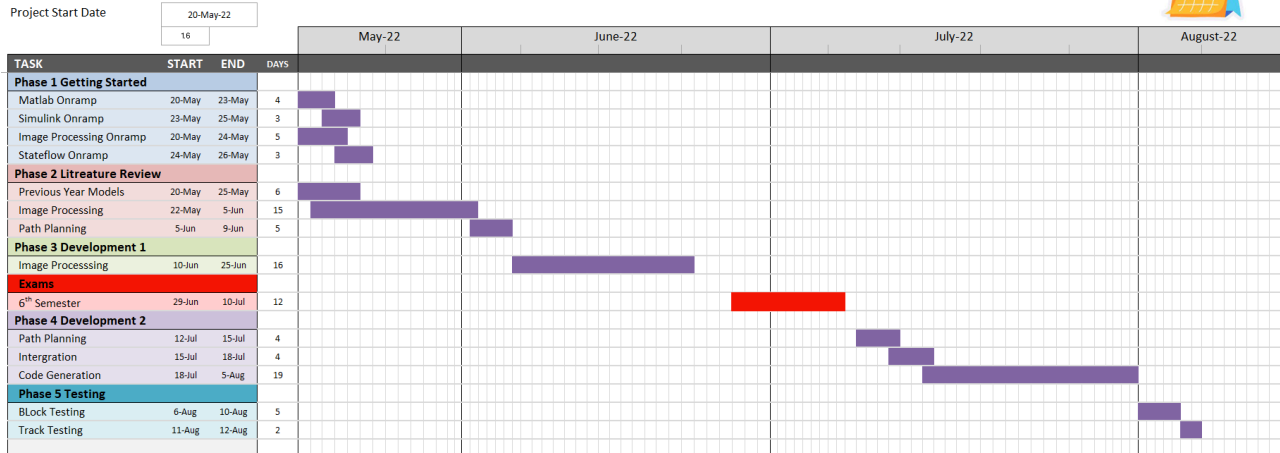 Project Start Date 20-May-22
16
May-22 June-22 July-22 August-22
TASK START END DAYS
Phase 1 Getting Started
Matlab Onramp 20-May 23-May 4
Simulink Onramp 23-May 25-May 3
Image Processing Onramp 20-May 24-May 5
Stateflow Onramp 24-May 26-May 3
Phase 2 Litreature Review
Previous Year Models 20-May 25-May 6
Image Processing 22-May 5-Jun 15
Path Planning 5-Jun 9-Jun 5
Phase 3 Development 1
Image Processsing 10-Jun 25-Jun 16
Exams
6th Semester 29-Jun 10-Jul 12
Phase 4 Development 2
Path Planning 12-Jul 15-Jul 4
Intergration 15-Jul 18-Jul 4
Code Generation 18-Jul 5-Aug 19
Phase 5 Testing
BLock Testing 6-Aug 10-Aug 5
Track Testing 11-Aug 12-Aug 2